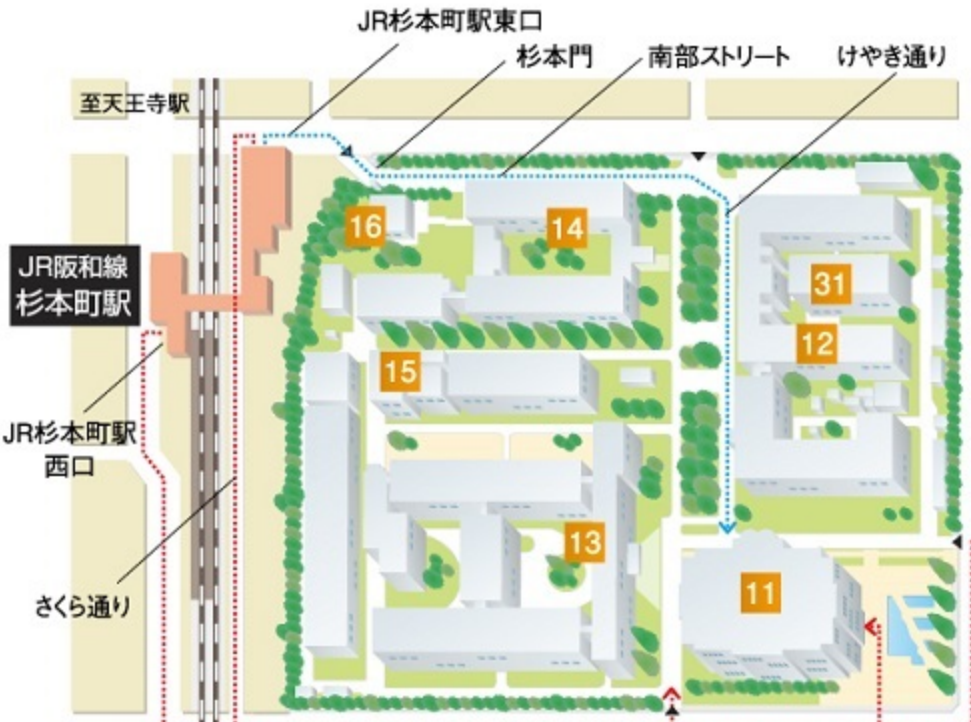 JR杉本町駅東口
杉本門
南部ストリート
けやき通り
至天王寺駅
16
14
JR阪和線
杉本町駅
31
12
15
JR杉本町駅
西口
13
11
さくら通り